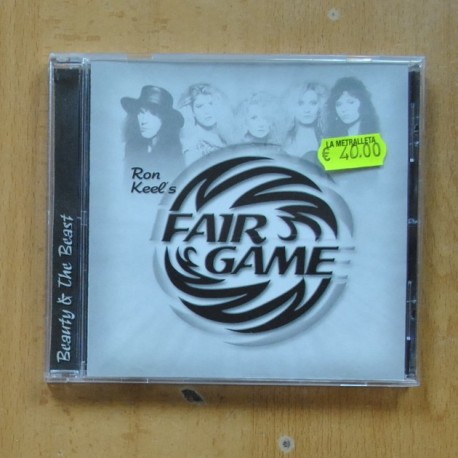 LA METRALLETA
€ 40.00
Ron
Keel's
FAIR
GAME
Beauty & The Beast